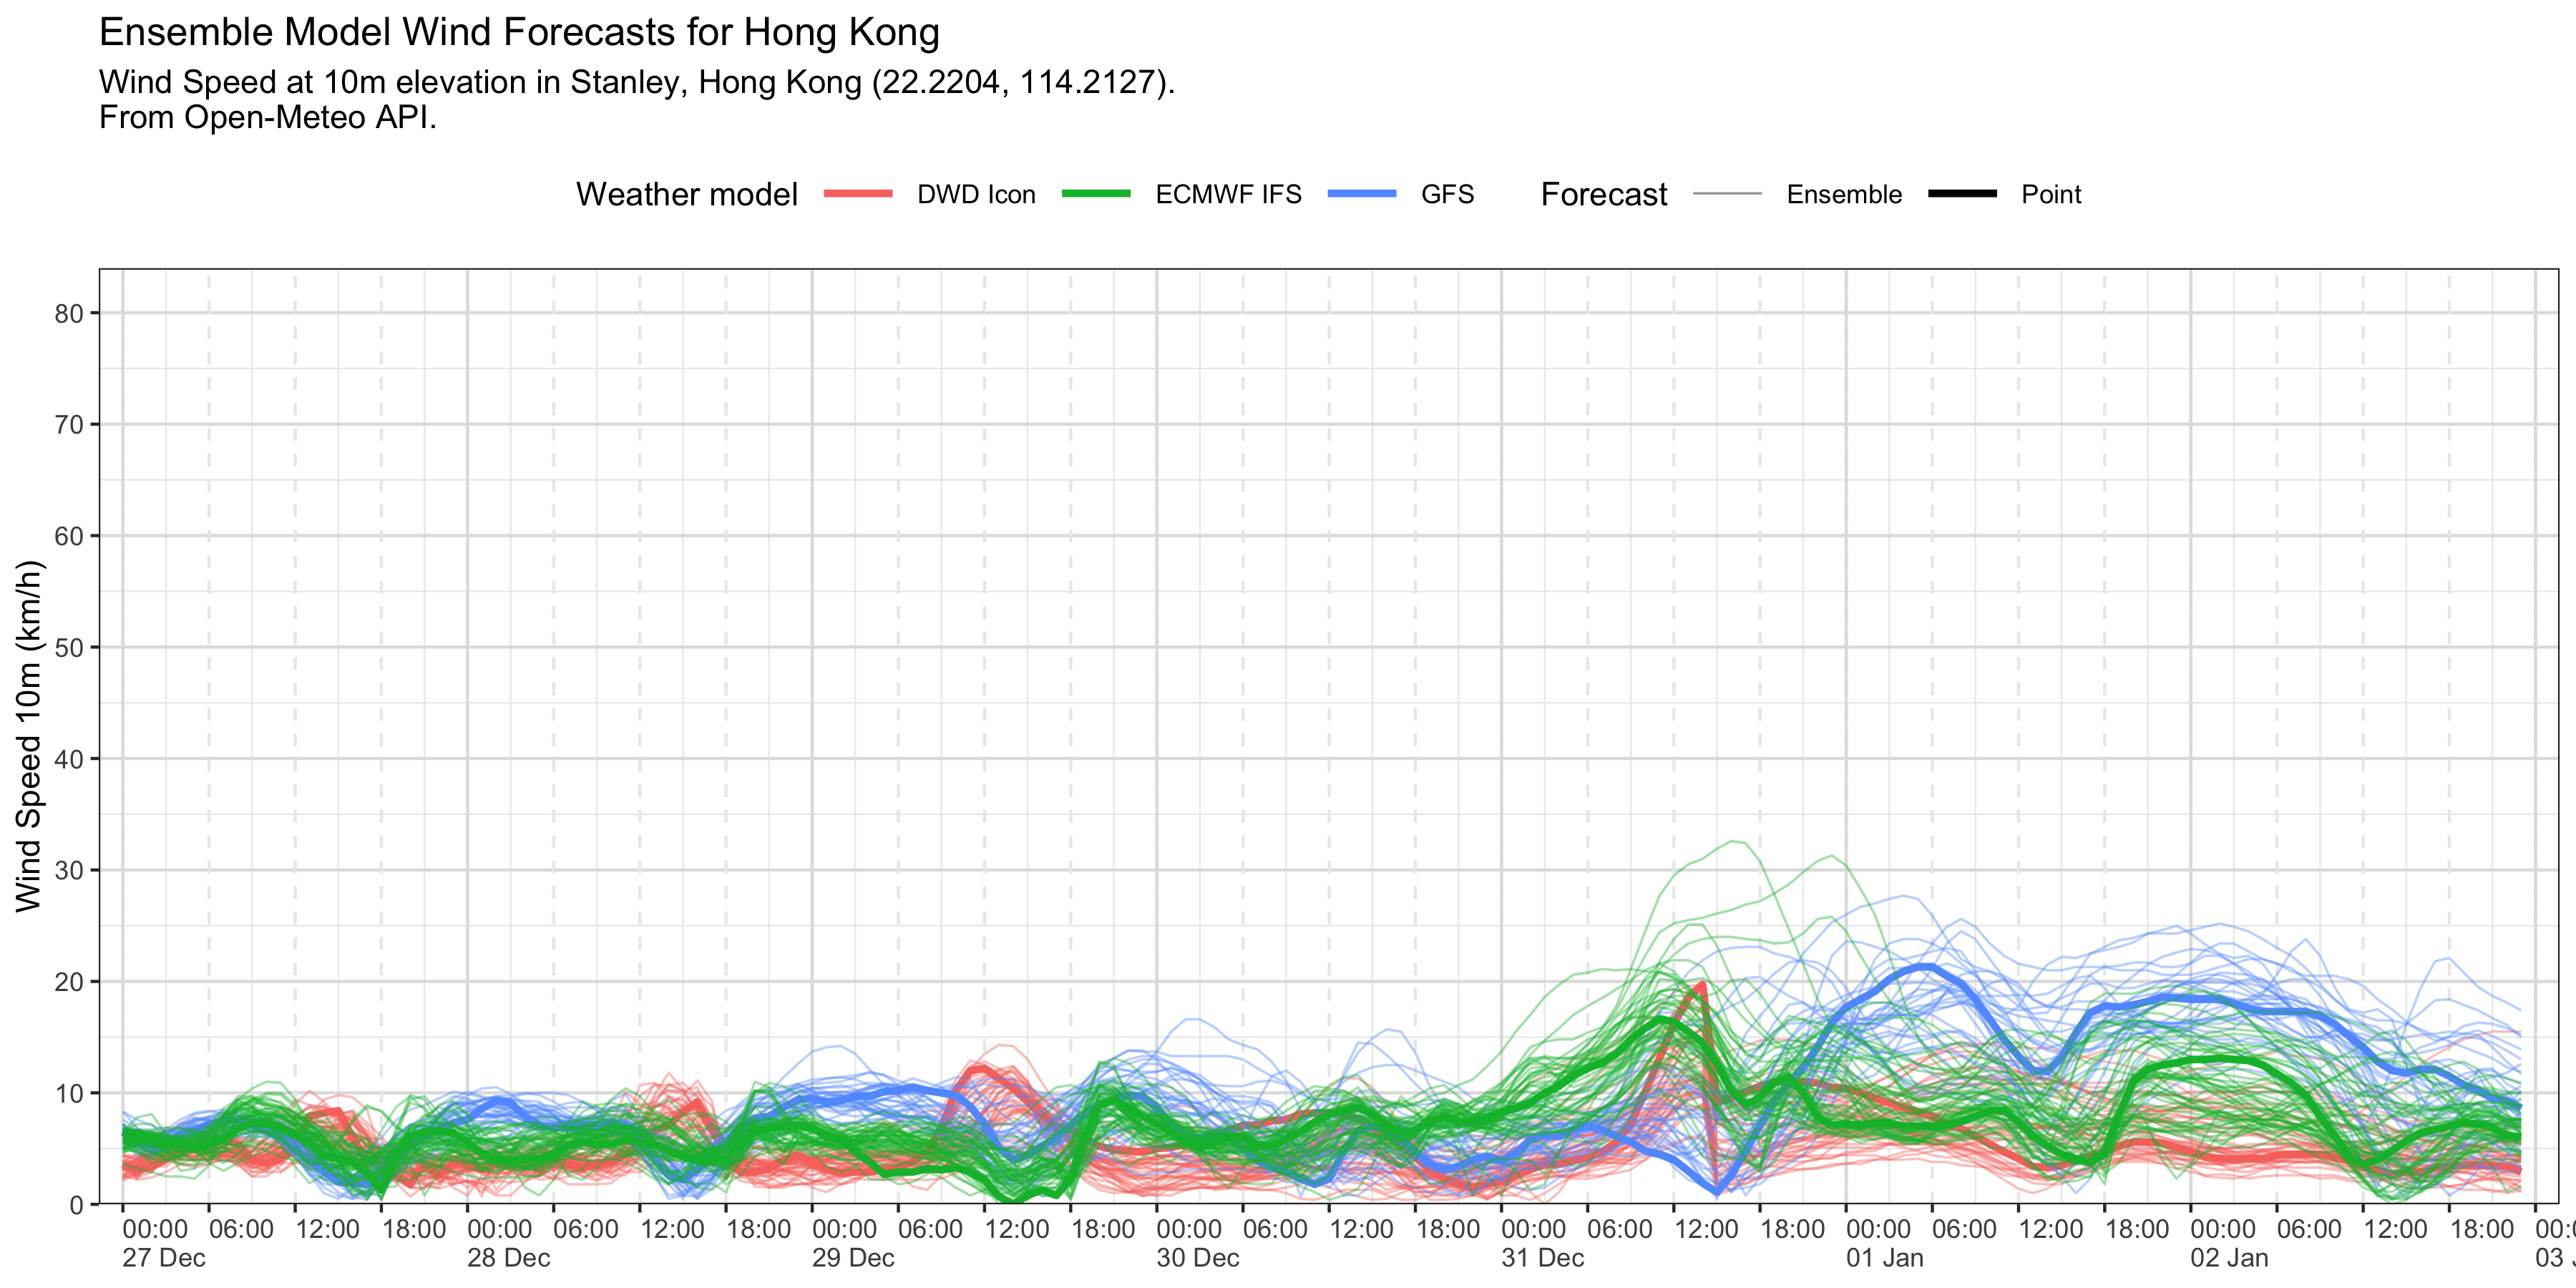 Ensemble Model Wind Forecasts for Hong Kong
Wind Speed at 10m elevation in Stanley, Hong Kong (22.2204, 114.2127).
From Open-Meteo API.
Weather model DWD Icon ECMWF IFS GFS Forecast Ensemble Point
Wind Speed 10m (km/h)
80
70
60
50
40
30
20
10
0
00:00 06:00 12:00 18:00 00:00 06:00 12:00 18:00 00:00 06:00 12:00 18:00 00:00 06:00 12:00 18:00 00:00 06:00 12:00 18:00 00:00 06:00 12:00 18:00 00:00 06:00 12:00 18:00 00:0
27 Dec 28 Dec 29 Dec 30 Dec 31 Dec 01 Jan 02 Jan 03